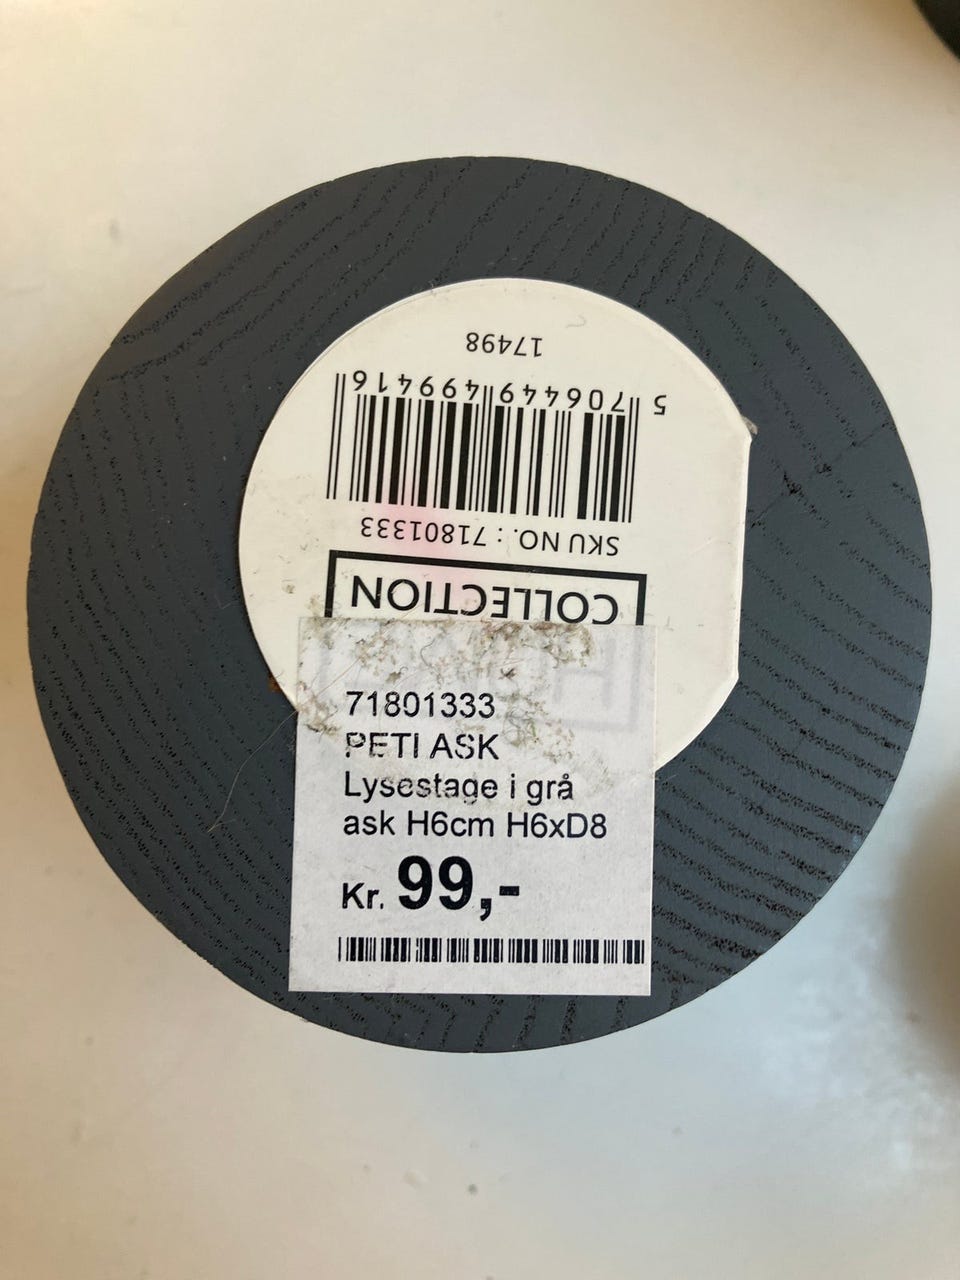 COLLECTION
SKU NO. : 71801333
5 706449 499416
17498
71801333
PETI ASK
Lysestage i grå
ask H6cm H6xD8
Kr. 99,-